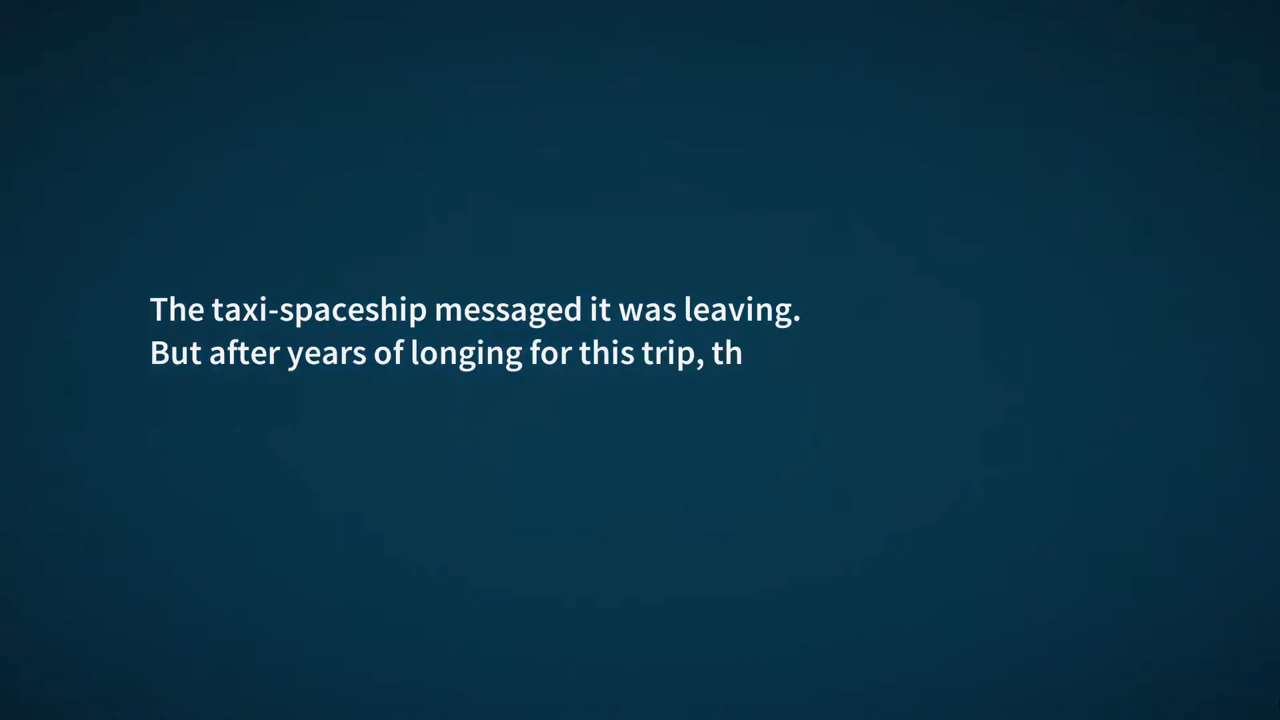 The taxi-spaceship messaged it was leaving.
But after years of longing for this trip, th